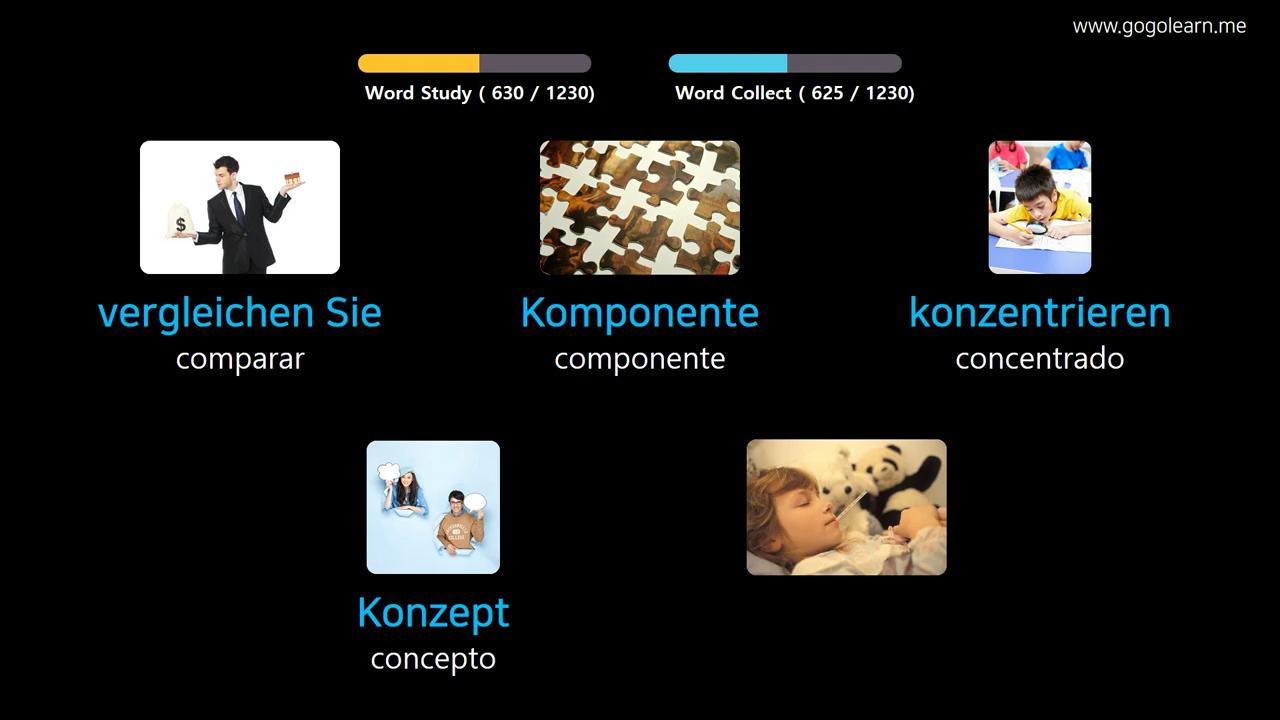 www.gogolearn.me
Word Study ( 630 / 1230)
Word Collect ( 625 / 1230)
$
vergleichen Sie
comparar
Komponente
componente
konzentrieren
concentrado
Konzept
concepto